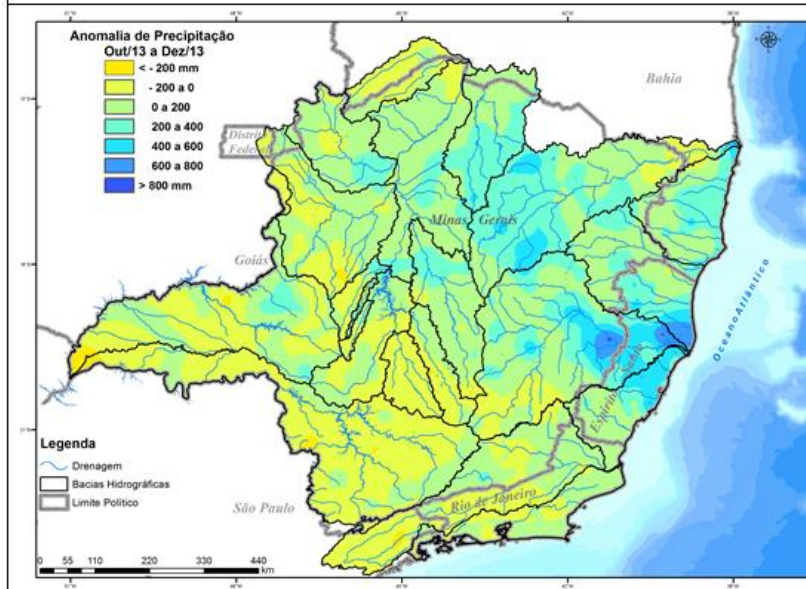 Anomalia de Precipitação
Out/13 a Dez/13
< - 200 mm
- 200 a 0
0 a 200
200 a 400
400 a 600
600 a 800
> 800 mm
Bahia
Distrito
Federal
Minas Gerais
Goiás
Oceano Atlântico
Espírito Santo
Legenda
Drenagem
Bacias Hidrográficas
Limite Político
São Paulo
Rio de Janeiro
0 55 110 220 330 440
km